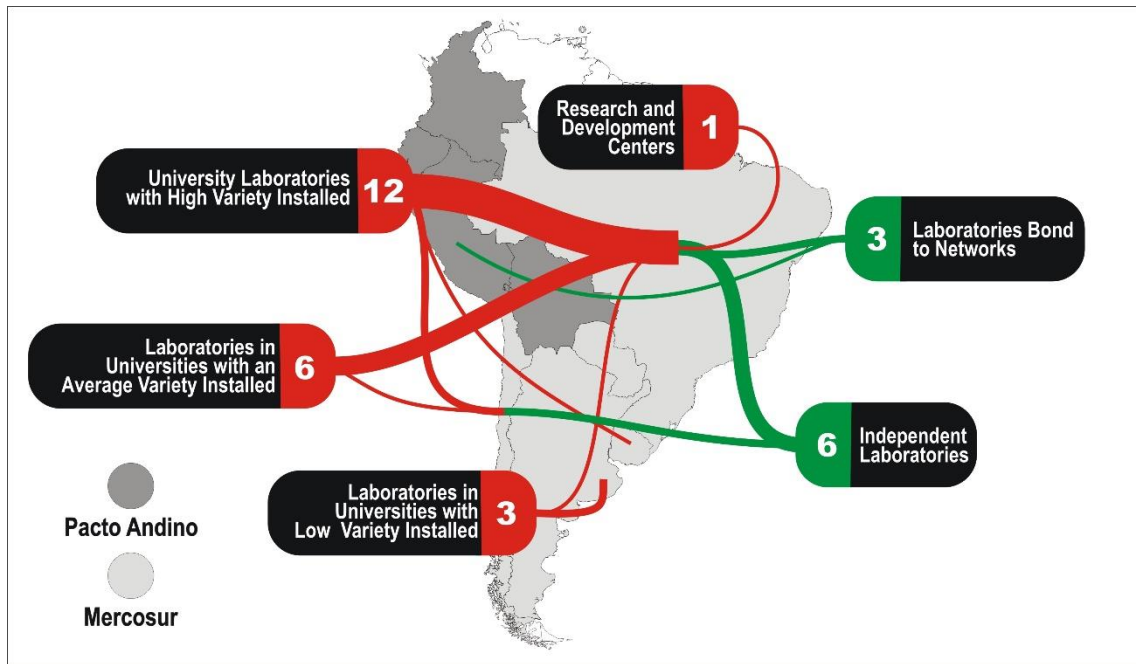 Research and
Development
Centers
1
University Laboratories
with High Variety Installed
12
3
Laboratories Bond
to Networks
Laboratories in
Universities with an
Average Variety Installed
6
6
Independent
Laboratories
Laboratories in
Universities with
Low Variety Installed
3
Pacto Andino
Mercosur